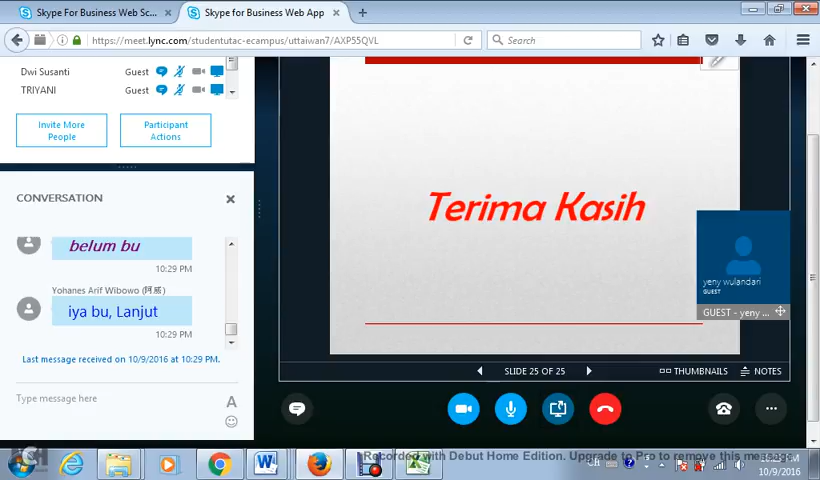 Skype For Business Web Sc...
Skype for Business Web App
https://meet.lync.com/studentutac-ecampus/uttaiwan7/AXP55QVL
Search
Dwi Susanti Guest
TRIYANI Guest
Invite More People
Participant Actions
CONVERSATION
belum bu
10:29 PM
Yohanes Arif Wibowo (阿威)
iya bu, Lanjut
10:29 PM
Last message received on 10/9/2016 at 10:29 PM.
Type message here
Terima Kasih
yeny wulandari
GUEST
GUEST - yeny ...
SLIDE 25 OF 25
THUMBNAILS
NOTES
Recorded with Debut Home Edition. Upgrade to Pro to remove this message.
CH
10/9/2016